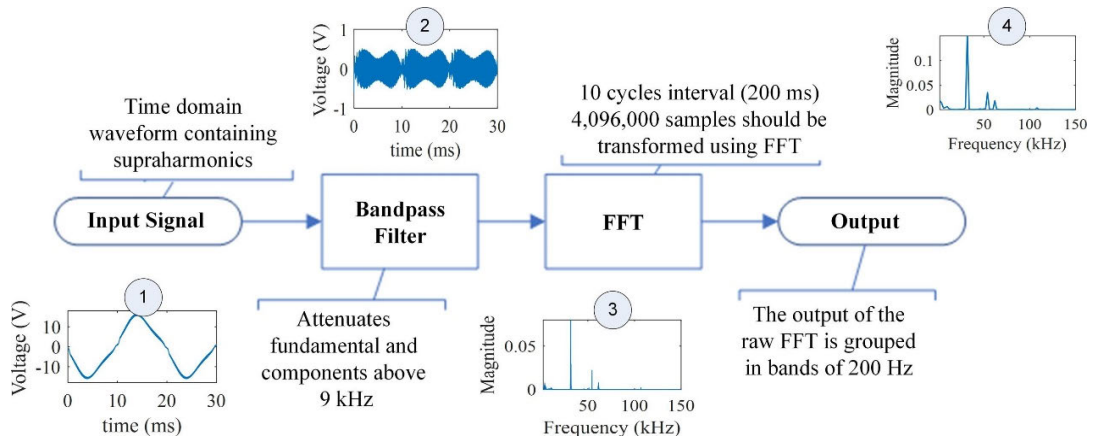 2
Voltage (V)
1
0
-1
0
10
20
30
time (ms)
4
Magnitude
0.1
0.05
0
50
100
150
Frequency (kHz)
Time domain
waveform containing
supraharmonics
10 cycles interval (200 ms)
4,096,000 samples should be
transformed using FFT
Input Signal
Bandpass
Filter
FFT
Output
1
Voltage (V)
10
0
-10
0
10
20
30
time (ms)
Attenuates
fundamental and
components above
9 kHz
3
Magnitude
0.05
0
50
100
150
Frequency (kHz)
The output of the
raw FFT is grouped
in bands of 200 Hz